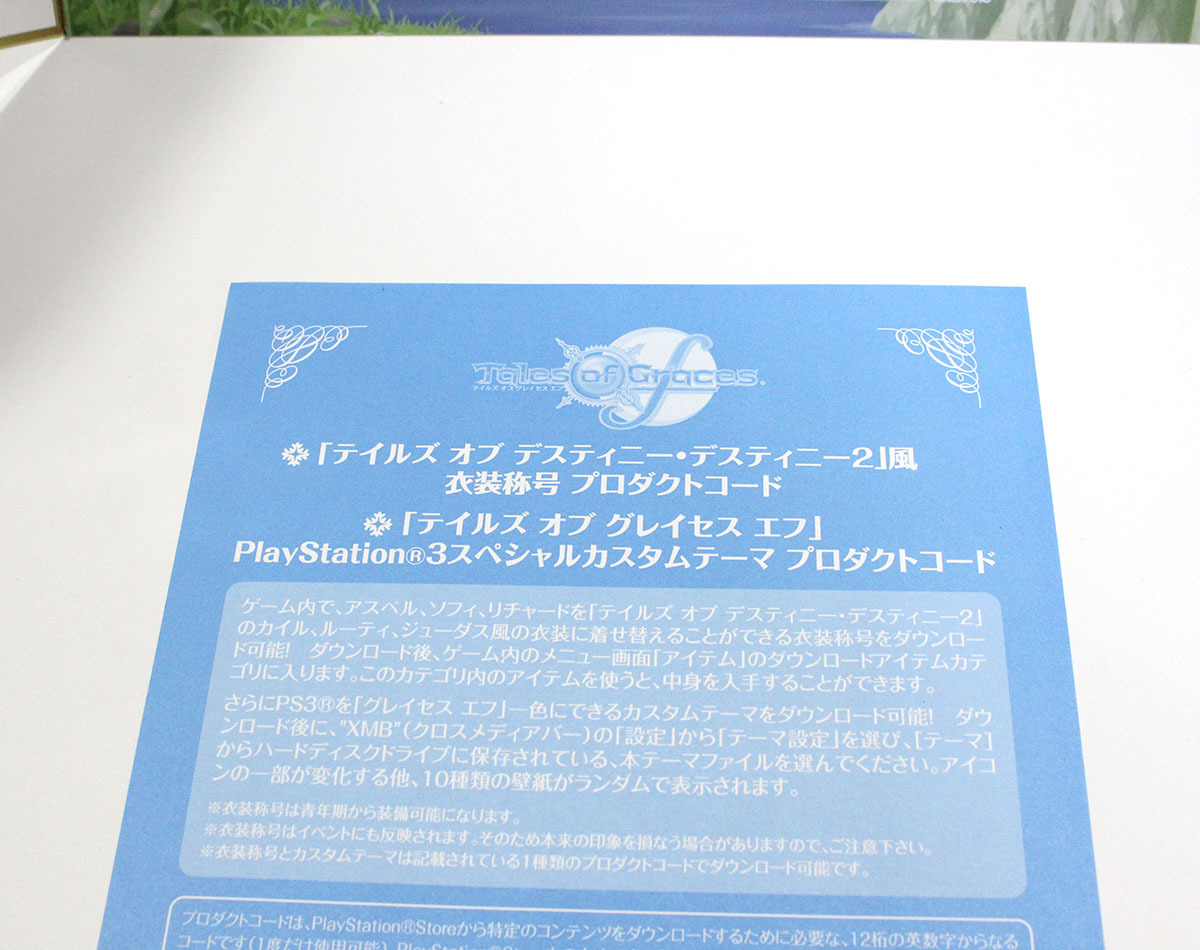 Tales of Graces f
テイルズ オブ グレイセス エフ
「テイルズ オブ デスティニー・デスティニー2」風
衣装称号 プロダクトコード
「テイルズ オブ グレイセス エフ」
PlayStation®3スペシャルカスタムテーマ プロダクトコード
ゲーム内で、アスベル、ソフィ、リチャードを「テイルズ オブ デスティニー・デスティニー2」
のカイル、ルーティ、ジューダス風の衣装に着せ替えることができる衣装称号をダウンロー
ド可能! ダウンロード後、ゲーム内のメニュー画面「アイテム」のダウンロードアイテムカテ
ゴリに入ります。このカテゴリ内のアイテムを使うと、中身を入手することができます。
さらにPS3®を「グレイセス エフ」一色にできるカスタムテーマをダウンロード可能! ダウ
ンロード後に、"XMB"(クロスメディアバー)の「設定」から「テーマ設定」を選び、[テーマ]
からハードディスクドライブに保存されている、本テーマファイルを選んでください。アイコ
ンの一部が変化する他、10種類の壁紙がランダムで表示されます。
※衣装称号は青年期から装備可能になります。
※衣装称号はイベントにも反映されます。そのため本来の印象を損なう場合がありますので、ご注意下さい。
※衣装称号とカスタムテーマは記載されている1種類のプロダクトコードでダウンロード可能です。
プロダクトコードは、PlayStation®Storeから特定のコンテンツをダウンロードするために必要な、12桁の英数字からなる
コードです(1度だけ使用可能)。